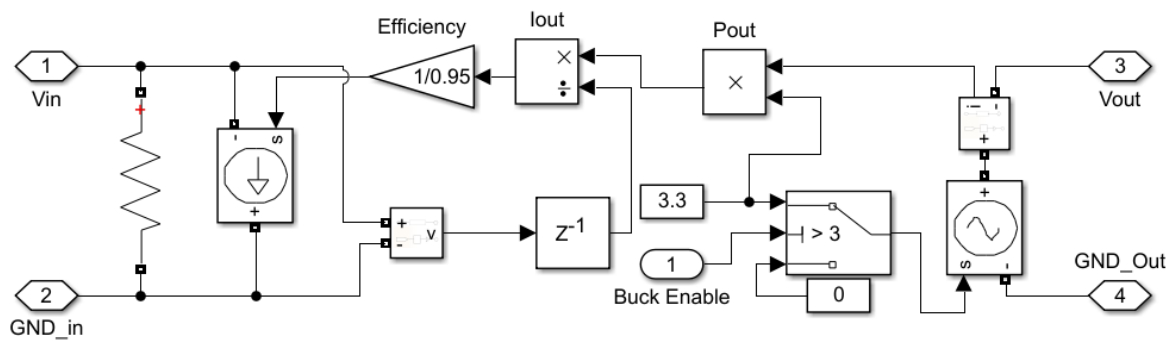 Efficiency
Iout
Pout
1
Vin
1/0.95
×
÷
×
3
Vout
+
-
s
+
i
-
+
+
-
v
Z-1
3.3
> 3
1
Buck Enable
0
+
s
-
GND_Out
4
2
GND_in